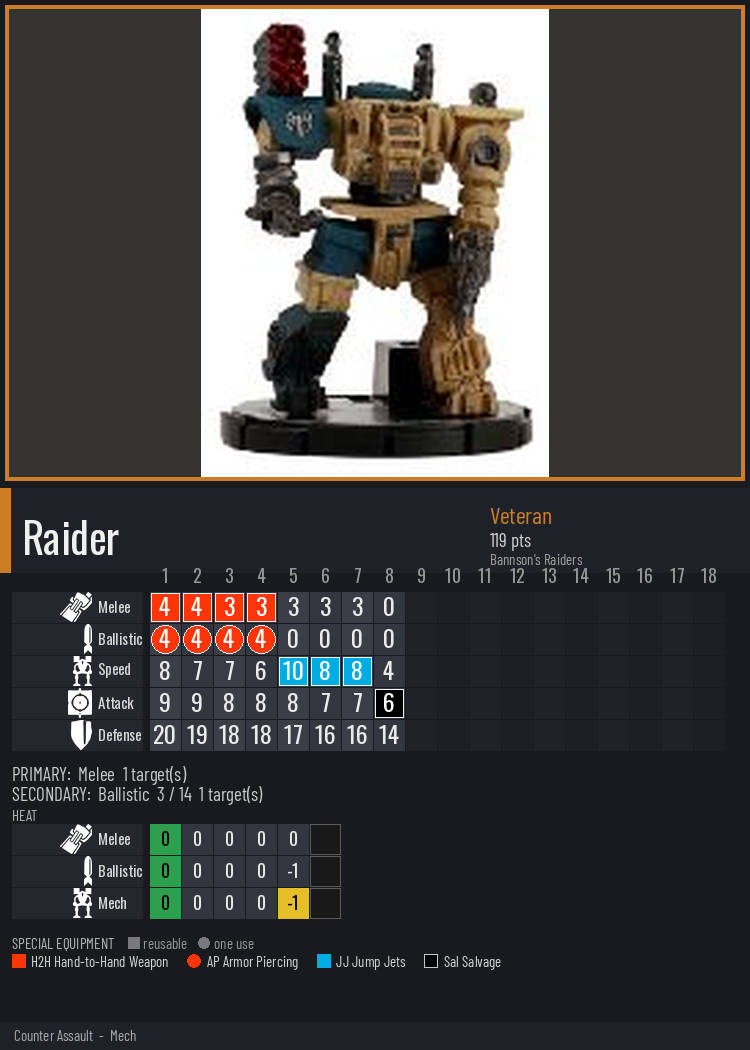 Raider
Veteran
119 pts
Bannson's Raiders
1 2 3 4 5 6 7 8 9 10 11 12 13 14 15 16 17 18
Melee 4 4 3 3 3 3 3 0
Ballistic 4 4 4 4 0 0 0 0
Speed 8 7 7 6 10 8 8 4
Attack 9 9 8 8 8 7 7 6
Defense 20 19 18 18 17 16 16 14
PRIMARY: Melee 1 target(s)
SECONDARY: Ballistic 3 / 14 1 target(s)
HEAT
Melee 0 0 0 0 0
Ballistic 0 0 0 0 -1
Mech 0 0 0 0 -1
SPECIAL EQUIPMENT reusable one use
H2H Hand-to-Hand Weapon AP Armor Piercing JJ Jump Jets Sal Salvage
Counter Assault - Mech